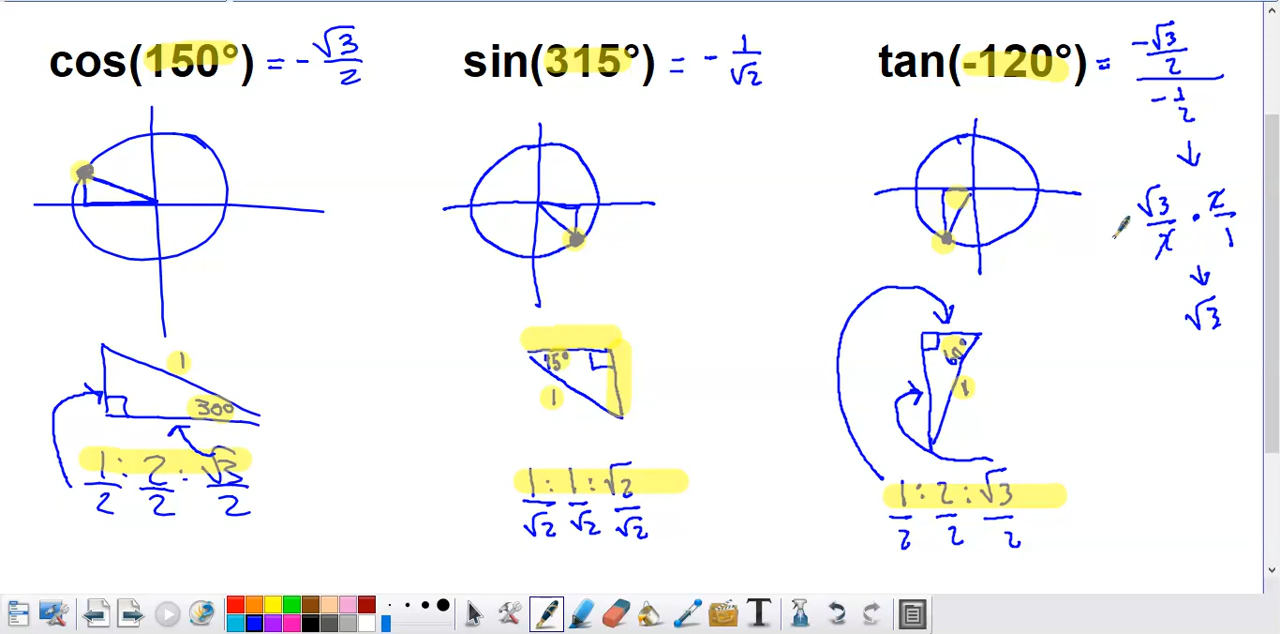 cos(150°) = -√3/2
sin(315°) = -1/√2
tan(-120°) = (-√3/2)/(-1/2)
↓
√3/2 · 2/1
↓
√3
1
30°
1 : 2 : √3
2 2 2
45°
1
1 : 1 : √2
√2 √2 √2
60°
1
1 : 2 : √3
2 2 2
T